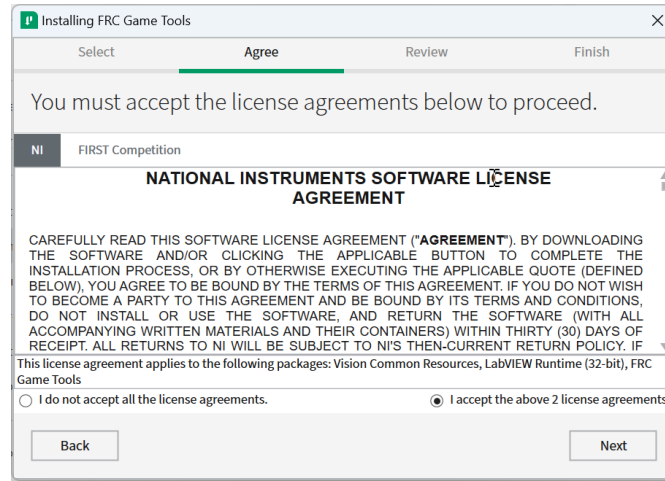 Installing FRC Game Tools
Select Agree Review Finish
You must accept the license agreements below to proceed.
NI FIRST Competition
NATIONAL INSTRUMENTS SOFTWARE LICENSE
AGREEMENT
CAREFULLY READ THIS SOFTWARE LICENSE AGREEMENT ("AGREEMENT"). BY DOWNLOADING
THE SOFTWARE AND/OR CLICKING THE APPLICABLE BUTTON TO COMPLETE THE
INSTALLATION PROCESS, OR BY OTHERWISE EXECUTING THE APPLICABLE QUOTE (DEFINED
BELOW), YOU AGREE TO BE BOUND BY THE TERMS OF THIS AGREEMENT. IF YOU DO NOT WISH
TO BECOME A PARTY TO THIS AGREEMENT AND BE BOUND BY ITS TERMS AND CONDITIONS,
DO NOT INSTALL OR USE THE SOFTWARE, AND RETURN THE SOFTWARE (WITH ALL
ACCOMPANYING WRITTEN MATERIALS AND THEIR CONTAINERS) WITHIN THIRTY (30) DAYS OF
RECEIPT. ALL RETURNS TO NI WILL BE SUBJECT TO NI'S THEN-CURRENT RETURN POLICY. IF
This license agreement applies to the following packages: Vision Common Resources, LabVIEW Runtime (32-bit), FRC
Game Tools
I do not accept all the license agreements. I accept the above 2 license agreements
Back Next